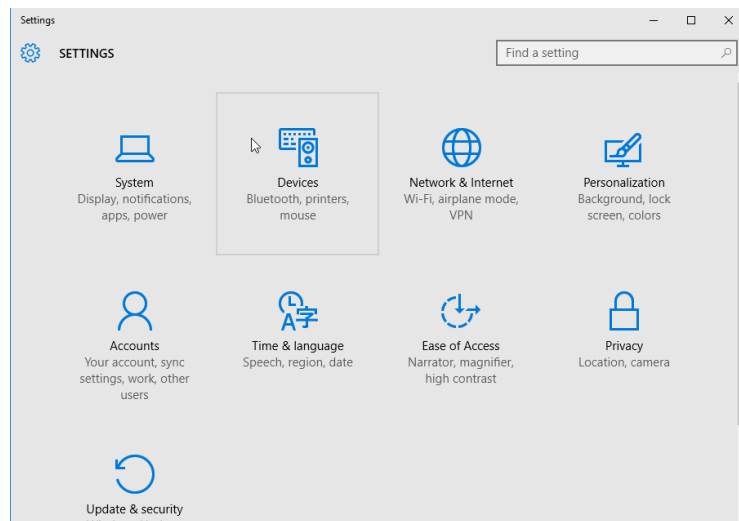 Settings
SETTINGS
Find a setting
System
Display, notifications,
apps, power
Devices
Bluetooth, printers,
mouse
Network & Internet
Wi-Fi, airplane mode,
VPN
Personalization
Background, lock
screen, colors
Accounts
Your account, sync
settings, work, other
users
Time & language
Speech, region, date
Ease of Access
Narrator, magnifier,
high contrast
Privacy
Location, camera
Update & security